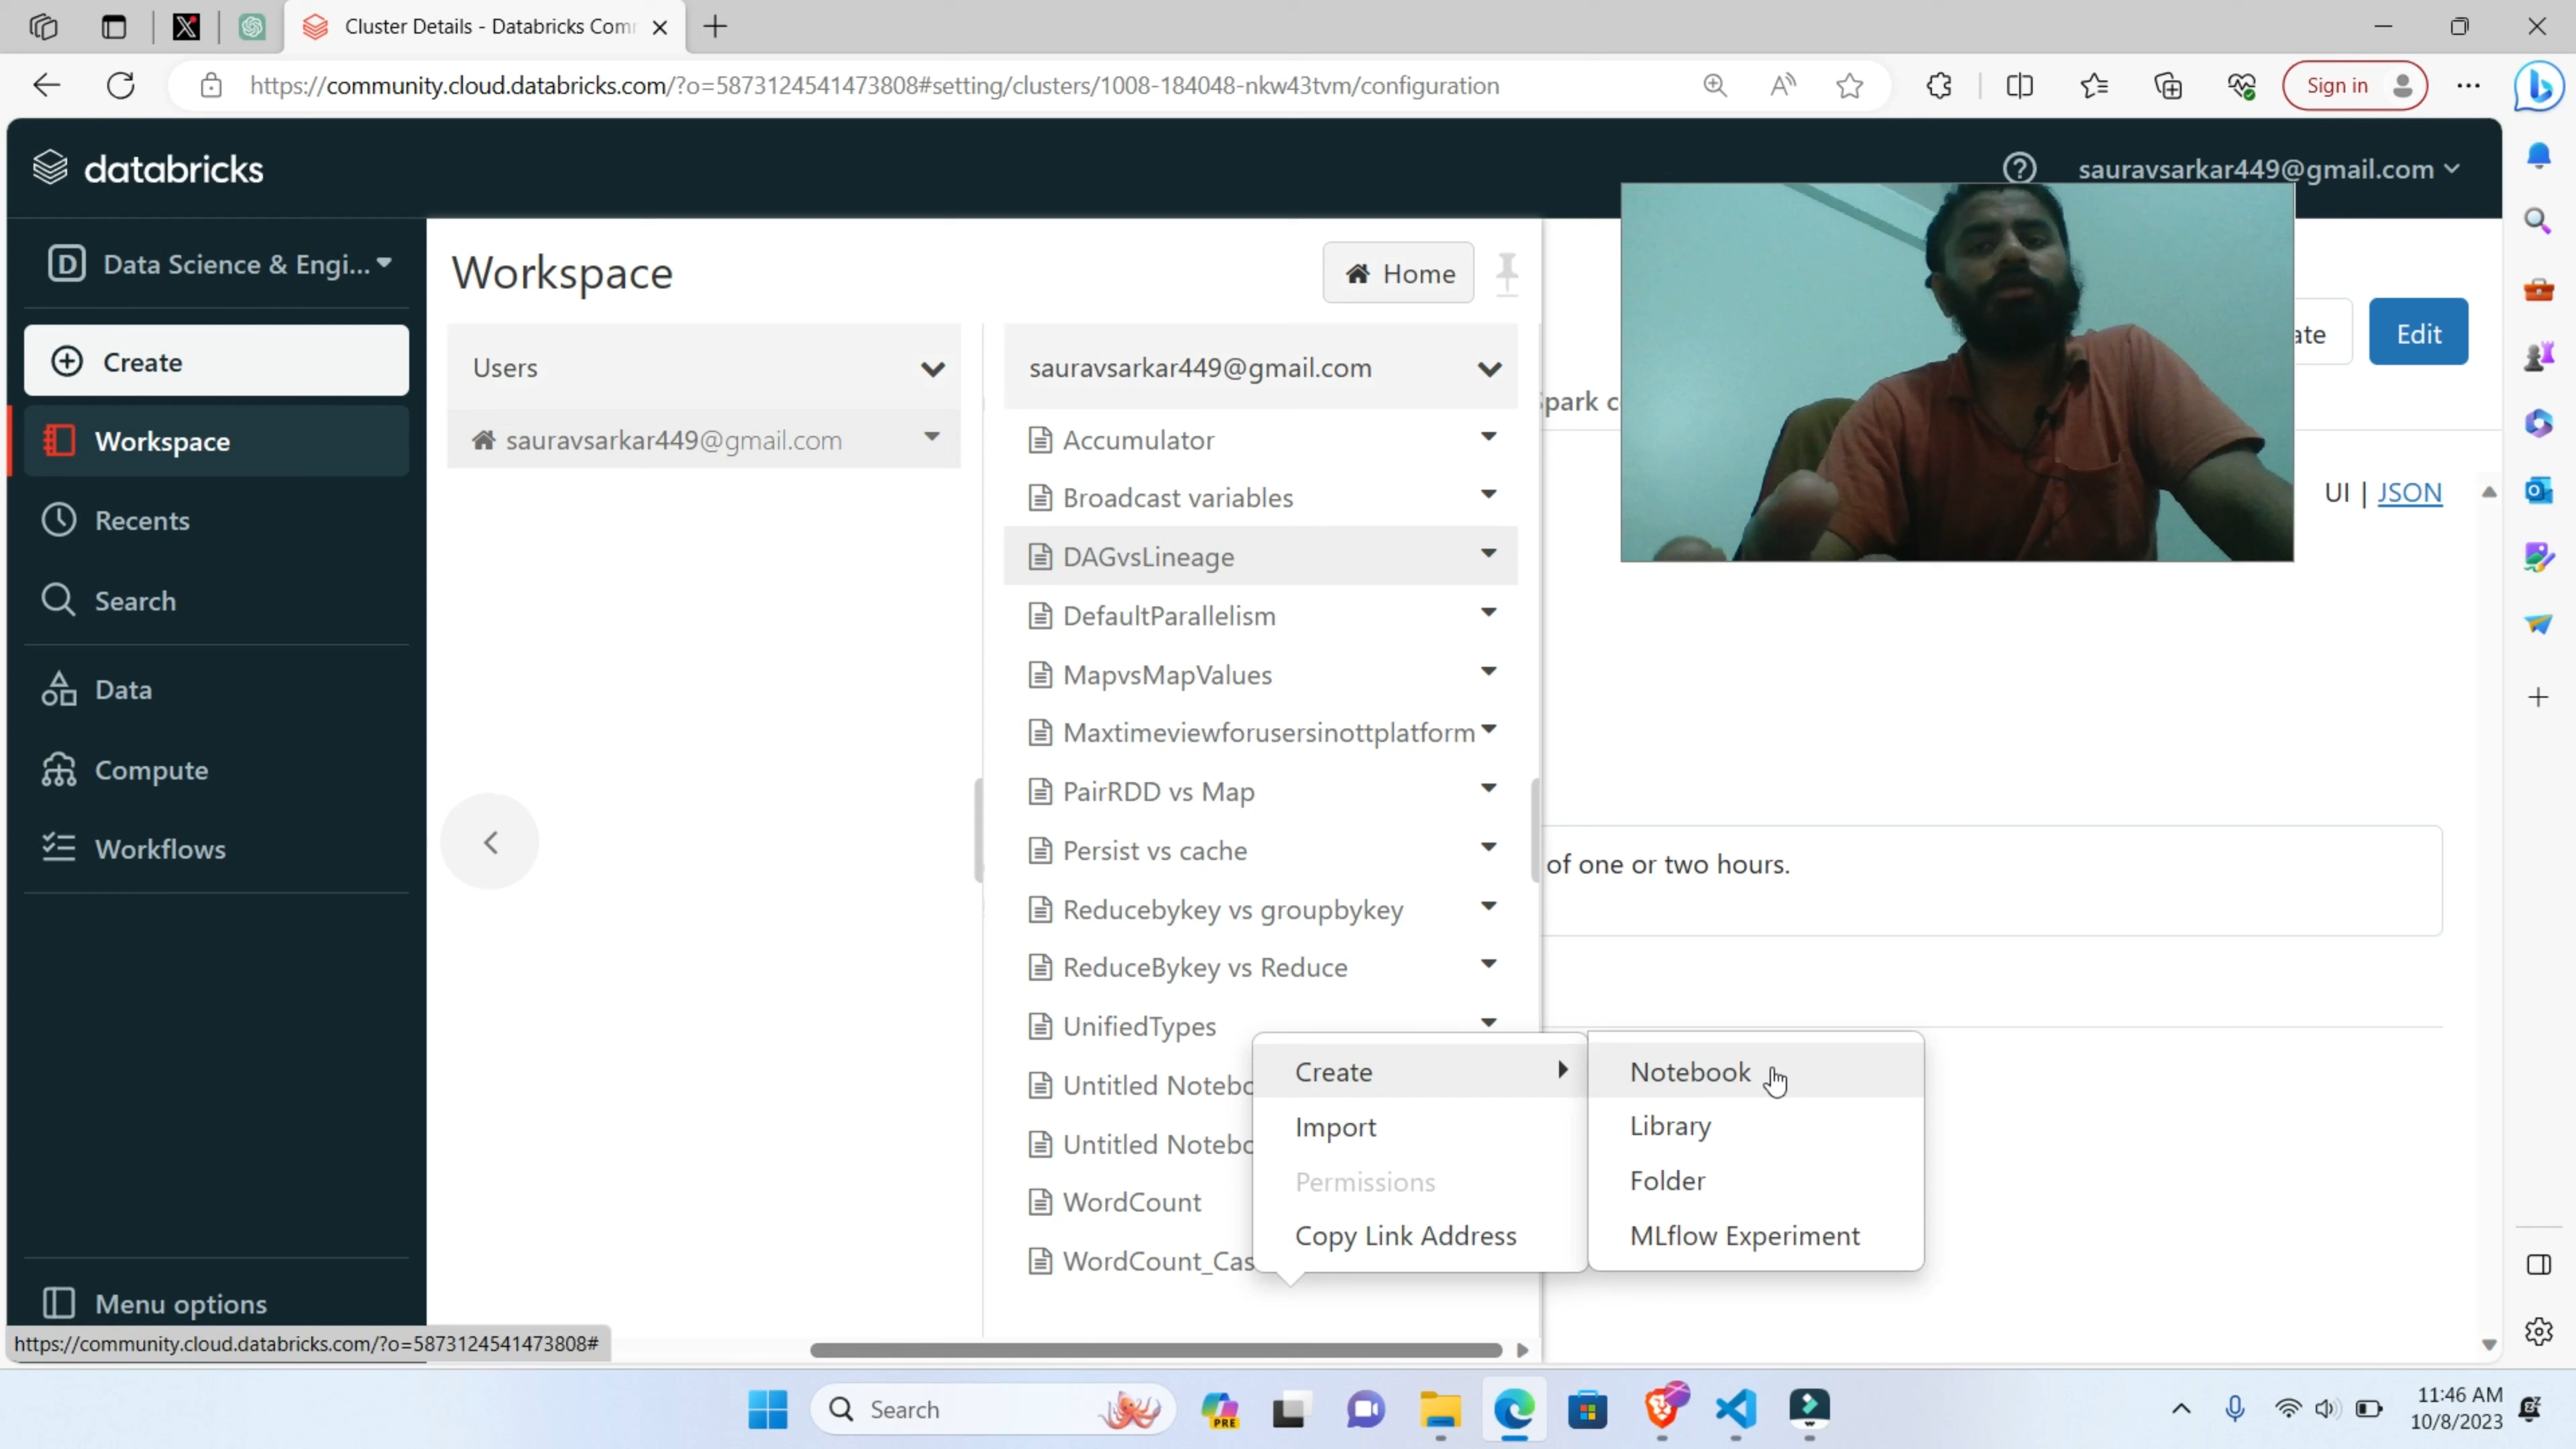 Cluster Details - Databricks Com
https://community.cloud.databricks.com/?o=5873124541473808#setting/clusters/1008-184048-nkw43tvm/configuration
Sign in
databricks
sauravsarkar449@gmail.com
Data Science & Engi...
Create
Workspace
Recents
Search
Data
Compute
Workflows
Menu options
https://community.cloud.databricks.com/?o=5873124541473808#
Workspace
Home
Users
sauravsarkar449@gmail.com
sauravsarkar449@gmail.com
Accumulator
Broadcast variables
DAGvsLineage
DefaultParallelism
MapvsMapValues
Maxtimeviewforusersinottplatform
PairRDD vs Map
Persist vs cache
Reducebykey vs groupbykey
ReduceBykey vs Reduce
UnifiedTypes
Untitled Notebo
Untitled Notebo
WordCount
WordCount_Cas
Create
Import
Permissions
Copy Link Address
Notebook
Library
Folder
MLflow Experiment
ate
Edit
park c
UI | JSON
of one or two hours.
Search
PRE
11:46 AM
10/8/2023